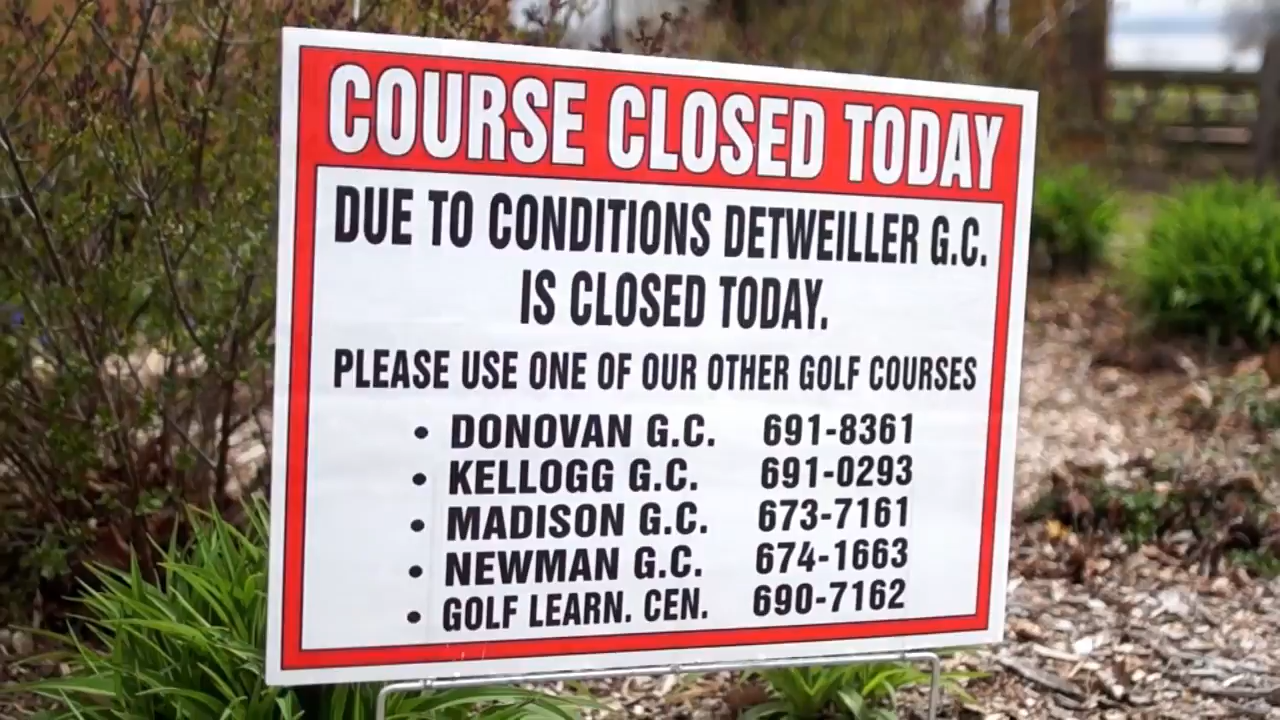 COURSE CLOSED TODAY
DUE TO CONDITIONS DETWEILLER G.C.
IS CLOSED TODAY.
PLEASE USE ONE OF OUR OTHER GOLF COURSES
• DONOVAN G.C. 691-8361
• KELLOGG G.C. 691-0293
• MADISON G.C. 673-7161
• NEWMAN G.C. 674-1663
• GOLF LEARN. CEN. 690-7162